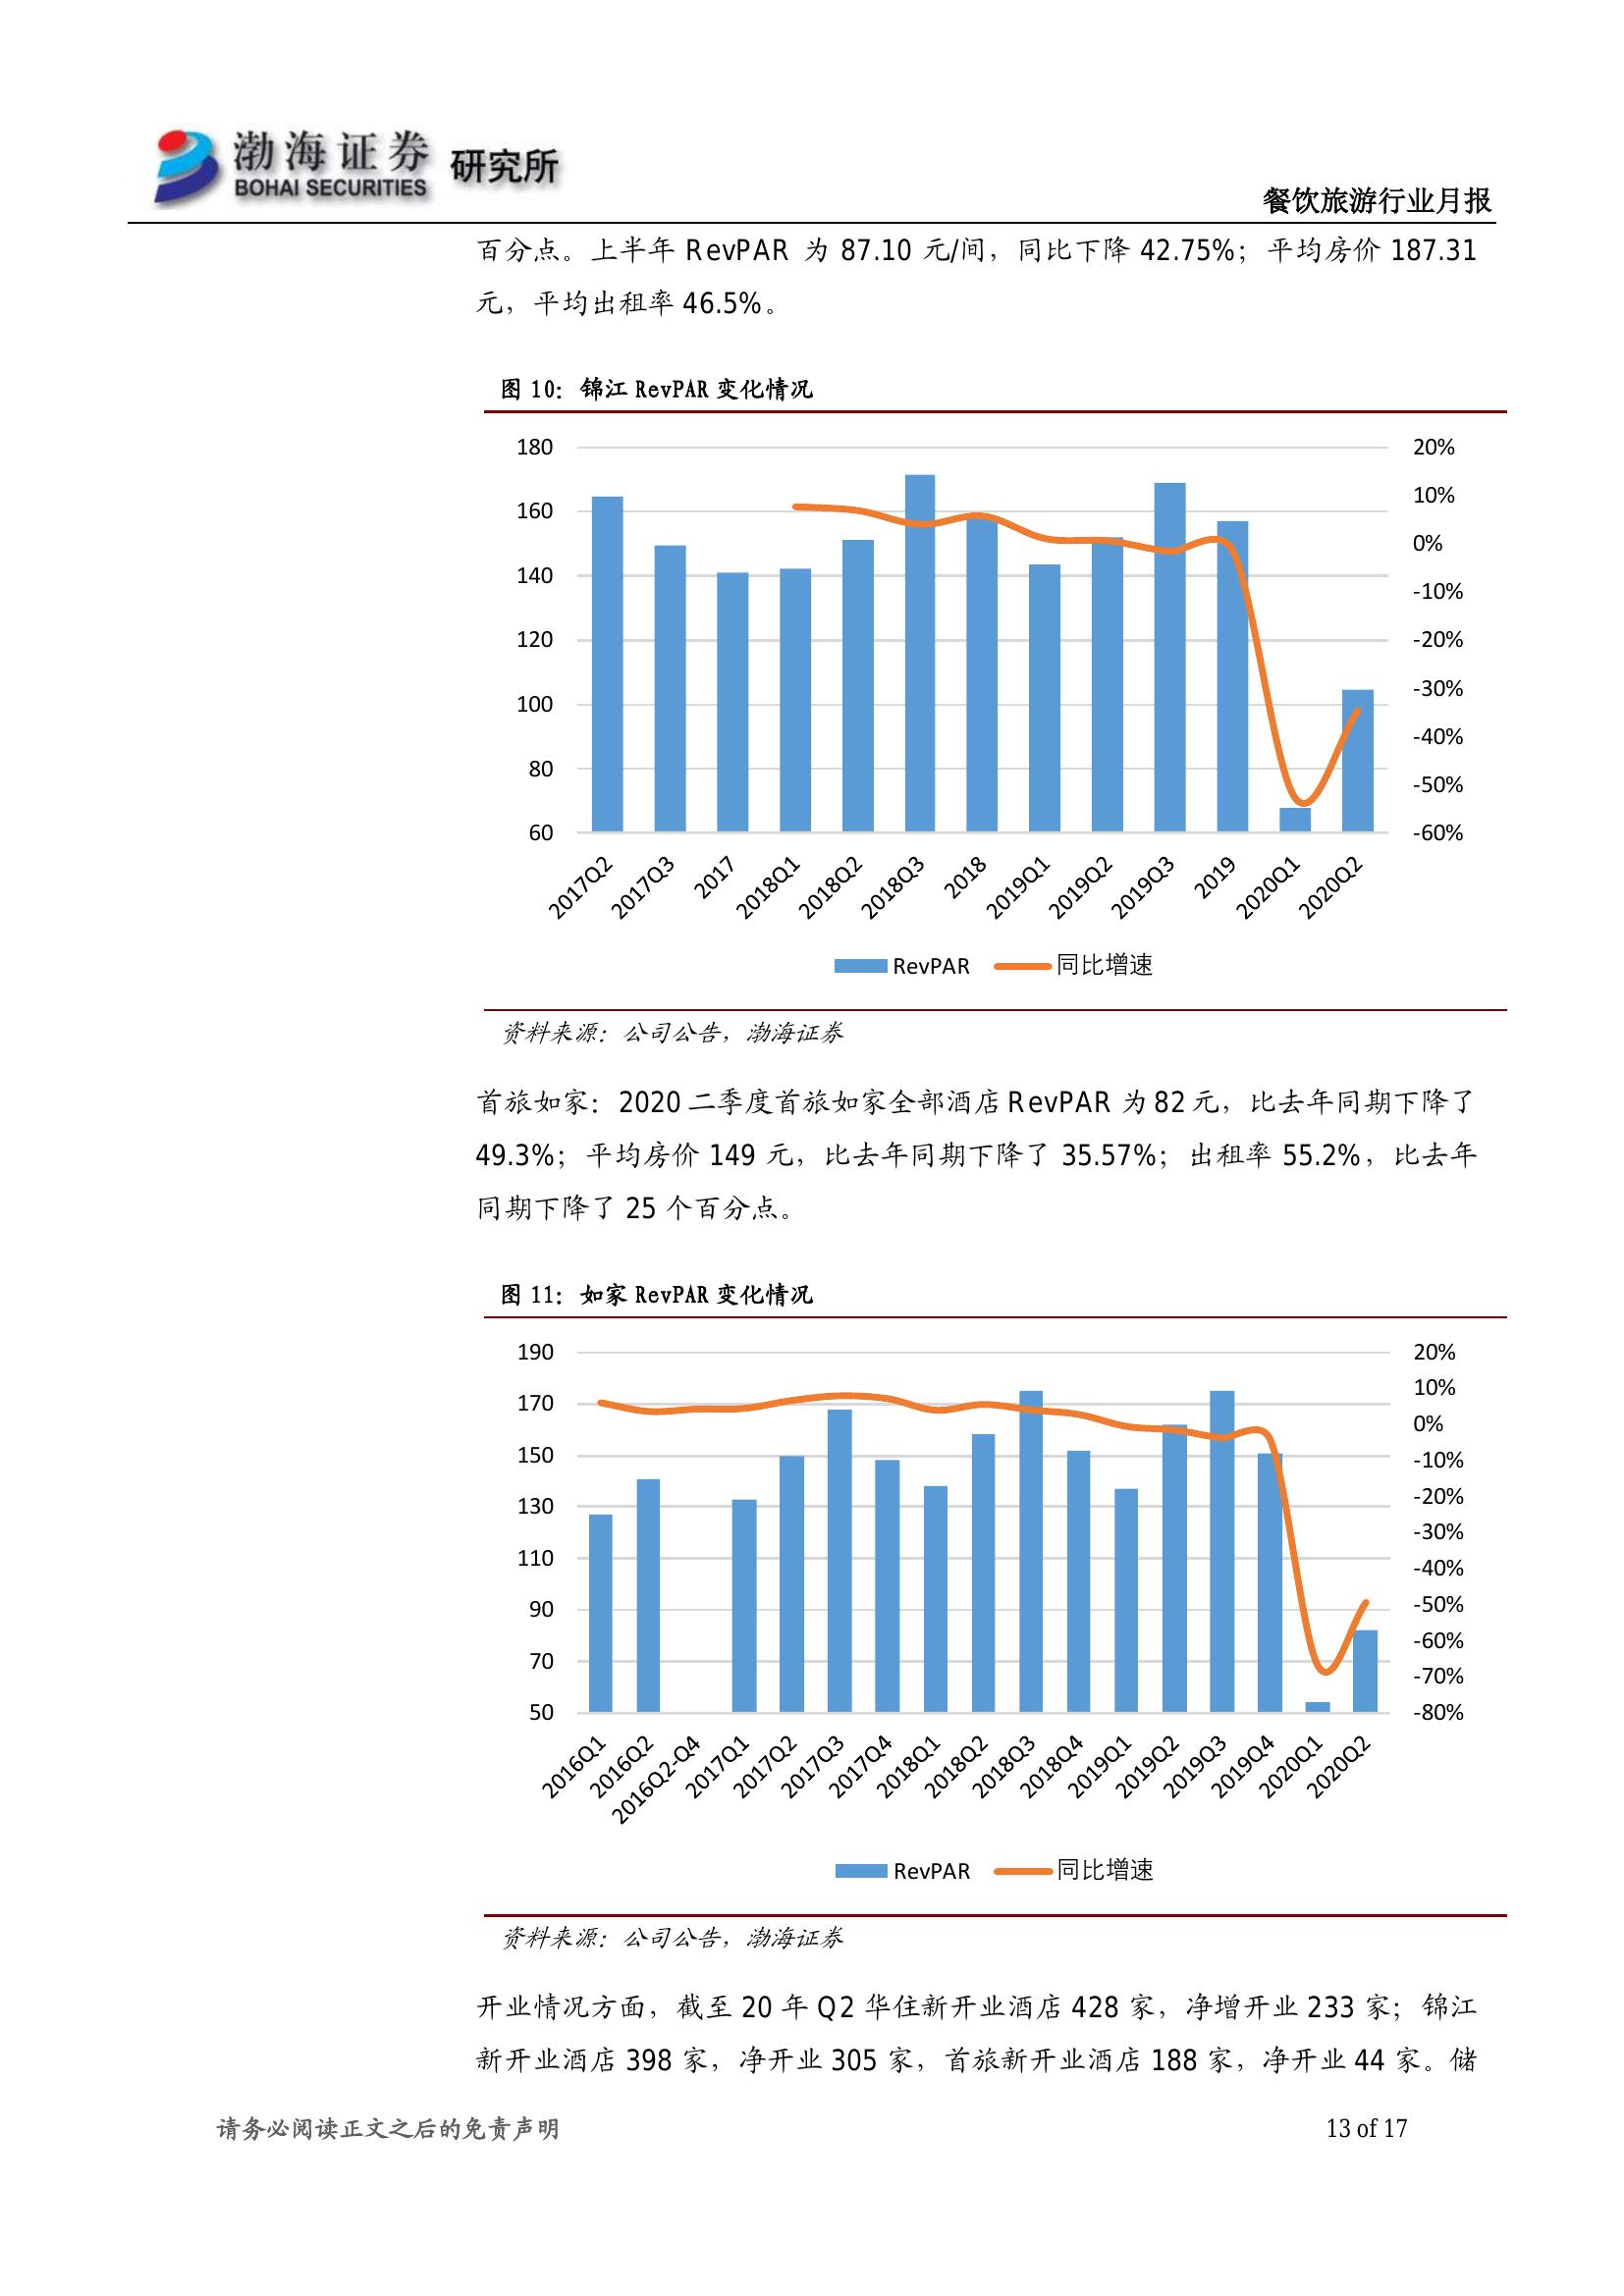 渤海证券 研究所
BOHAI SECURITIES
餐饮旅游行业月报
百分点。上半年 RevPAR 为 87.10 元/间，同比下降 42.75%；平均房价 187.31
元，平均出租率 46.5%。
图 10：锦江 RevPAR 变化情况
180
160
140
120
100
80
60
20%
10%
0%
-10%
-20%
-30%
-40%
-50%
-60%
2017Q2 2017Q3 2017 2018Q1 2018Q2 2018Q3 2018 2019Q1 2019Q2 2019Q3 2019 2020Q1 2020Q2
RevPAR 同比增速
资料来源：公司公告，渤海证券
首旅如家：2020 二季度首旅如家全部酒店 RevPAR 为 82 元，比去年同期下降了
49.3%；平均房价 149 元，比去年同期下降了 35.57%；出租率 55.2%，比去年
同期下降了 25 个百分点。
图 11：如家 RevPAR 变化情况
190
170
150
130
110
90
70
50
20%
10%
0%
-10%
-20%
-30%
-40%
-50%
-60%
-70%
-80%
2016Q1 2016Q2 2016Q2-Q4 2017Q1 2017Q2 2017Q3 2017Q4 2018Q1 2018Q2 2018Q3 2018Q4 2019Q1 2019Q2 2019Q3 2019Q4 2020Q1 2020Q2
RevPAR 同比增速
资料来源：公司公告，渤海证券
开业情况方面，截至 20 年 Q2 华住新开业酒店 428 家，净增开业 233 家；锦江
新开业酒店 398 家，净开业 305 家，首旅新开业酒店 188 家，净开业 44 家。储
请务必阅读正文之后的免责声明
13 of 17